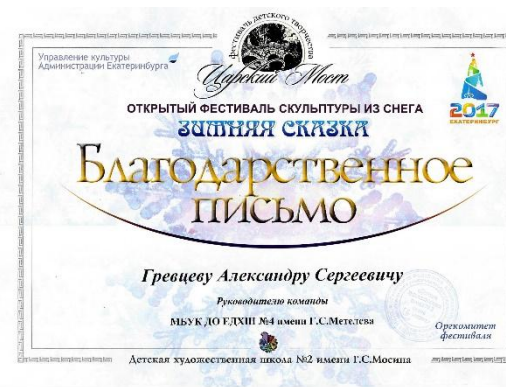 фестиваль детского творчества
Царский Мост
Управление культуры
Администрации Екатеринбурга
2017
ЕКАТЕРИНБУРГ
ОТКРЫТЫЙ ФЕСТИВАЛЬ СКУЛЬПТУРЫ ИЗ СНЕГА
ЗИМНЯЯ СКАЗКА
Благодарственное
письмо
Гревцеву Александру Сергеевичу
Руководителю команды
МБУК ДО ЕДХШ №4 имени Г.С.Метелева
Оргкомитет
фестиваля
Детская художественная школа №2 имени Г.С.Мосина